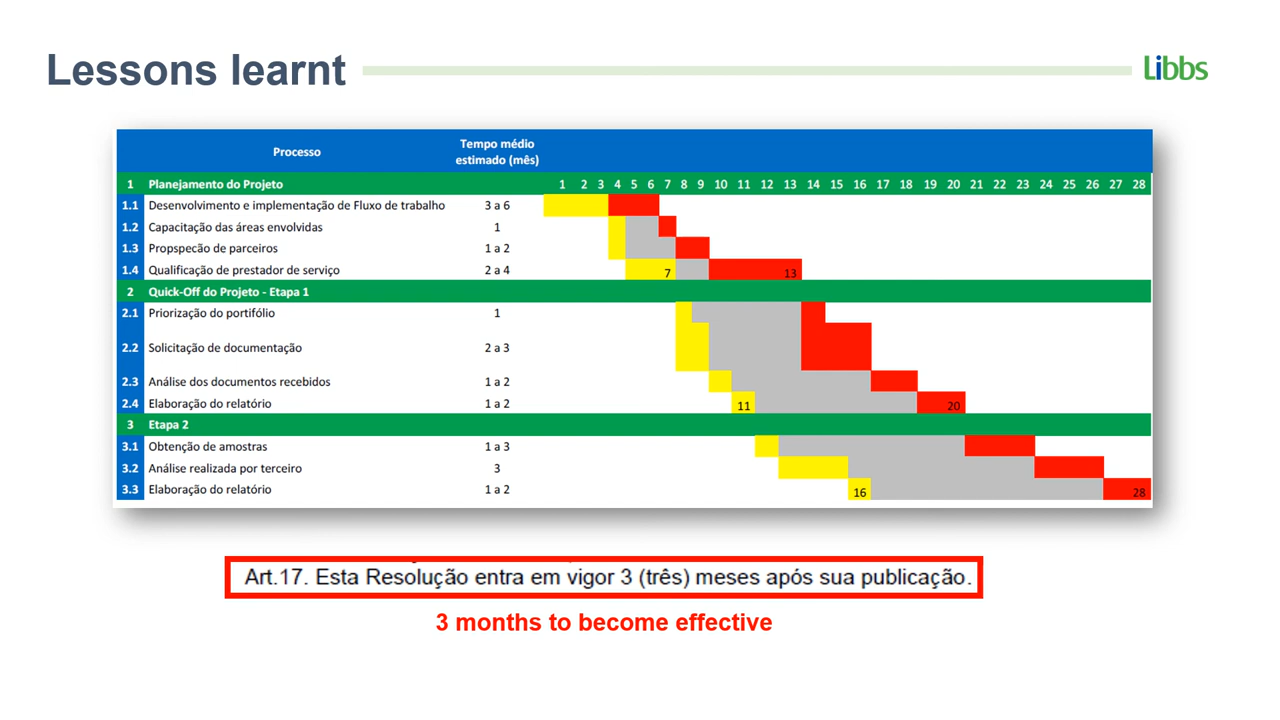 Lessons learnt
Libbs
Processo
Tempo médio
estimado (mês)
1 Planejamento do Projeto 1 2 3 4 5 6 7 8 9 10 11 12 13 14 15 16 17 18 19 20 21 22 23 24 25 26 27 28
1.1 Desenvolvimento e implementação de Fluxo de trabalho 3 a 6
1.2 Capacitação das áreas envolvidas 1
1.3 Propspecão de parceiros 1 a 2
1.4 Qualificação de prestador de serviço 2 a 4 7 13
2 Quick-Off do Projeto - Etapa 1
2.1 Priorização do portifólio 1
2.2 Solicitação de documentação 2 a 3
2.3 Análise dos documentos recebidos 1 a 2
2.4 Elaboração do relatório 1 a 2 11 20
3 Etapa 2
3.1 Obtenção de amostras 1 a 3
3.2 Análise realizada por terceiro 3
3.3 Elaboração do relatório 1 a 2 16 28
Art.17. Esta Resolução entra em vigor 3 (três) meses após sua publicação.
3 months to become effective